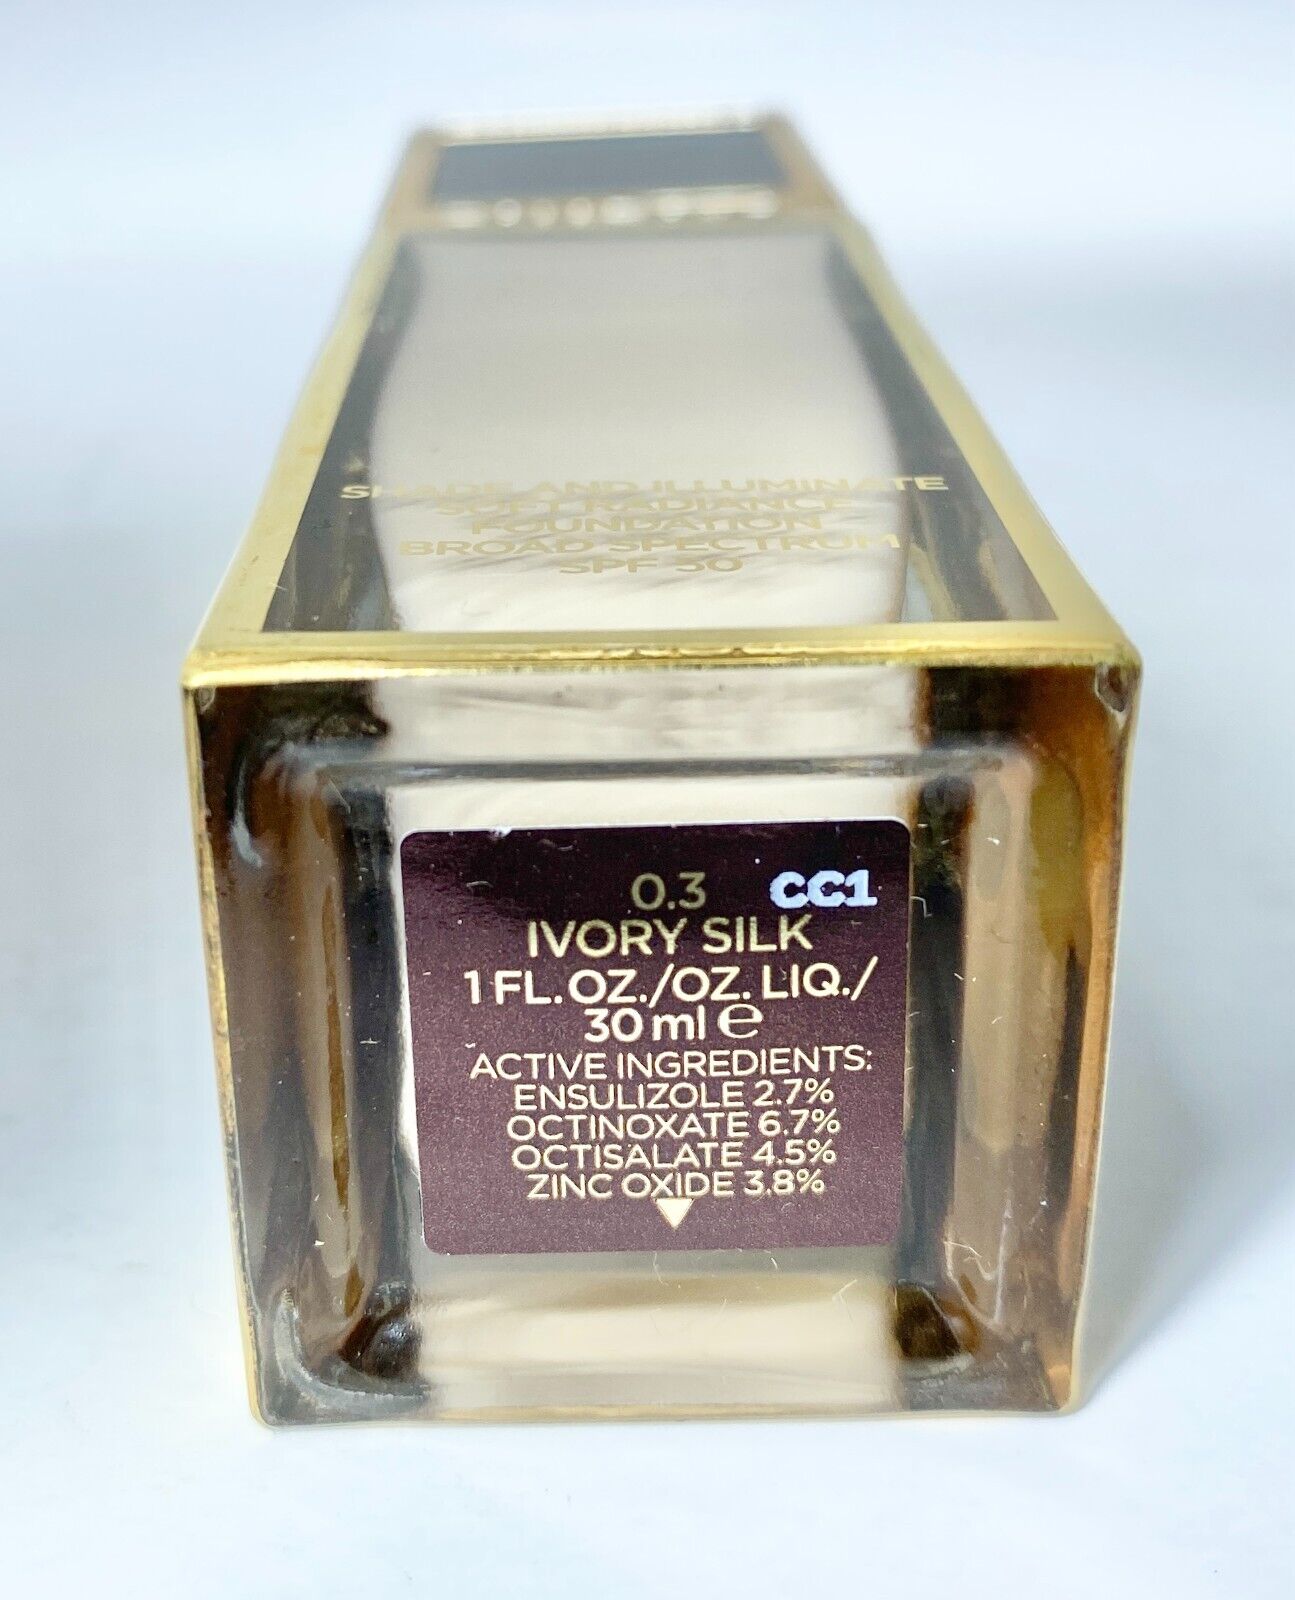 SHADE AND ILLUMINATE
SOFT RADIANCE
FOUNDATION
BROAD SPECTRUM
SPF 50
0.3 CC1
IVORY SILK
1 FL. OZ./OZ. LIQ./
30 ml ℮
ACTIVE INGREDIENTS:
ENSULIZOLE 2.7%
OCTINOXATE 6.7%
OCTISALATE 4.5%
ZINC OXIDE 3.8%